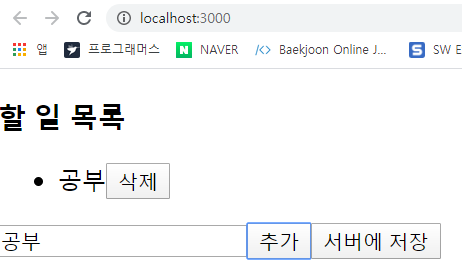 localhost:3000
앱 프로그래머스 NAVER Baekjoon Online J... SW E
할 일 목록
공부 삭제
공부 추가 서버에 저장